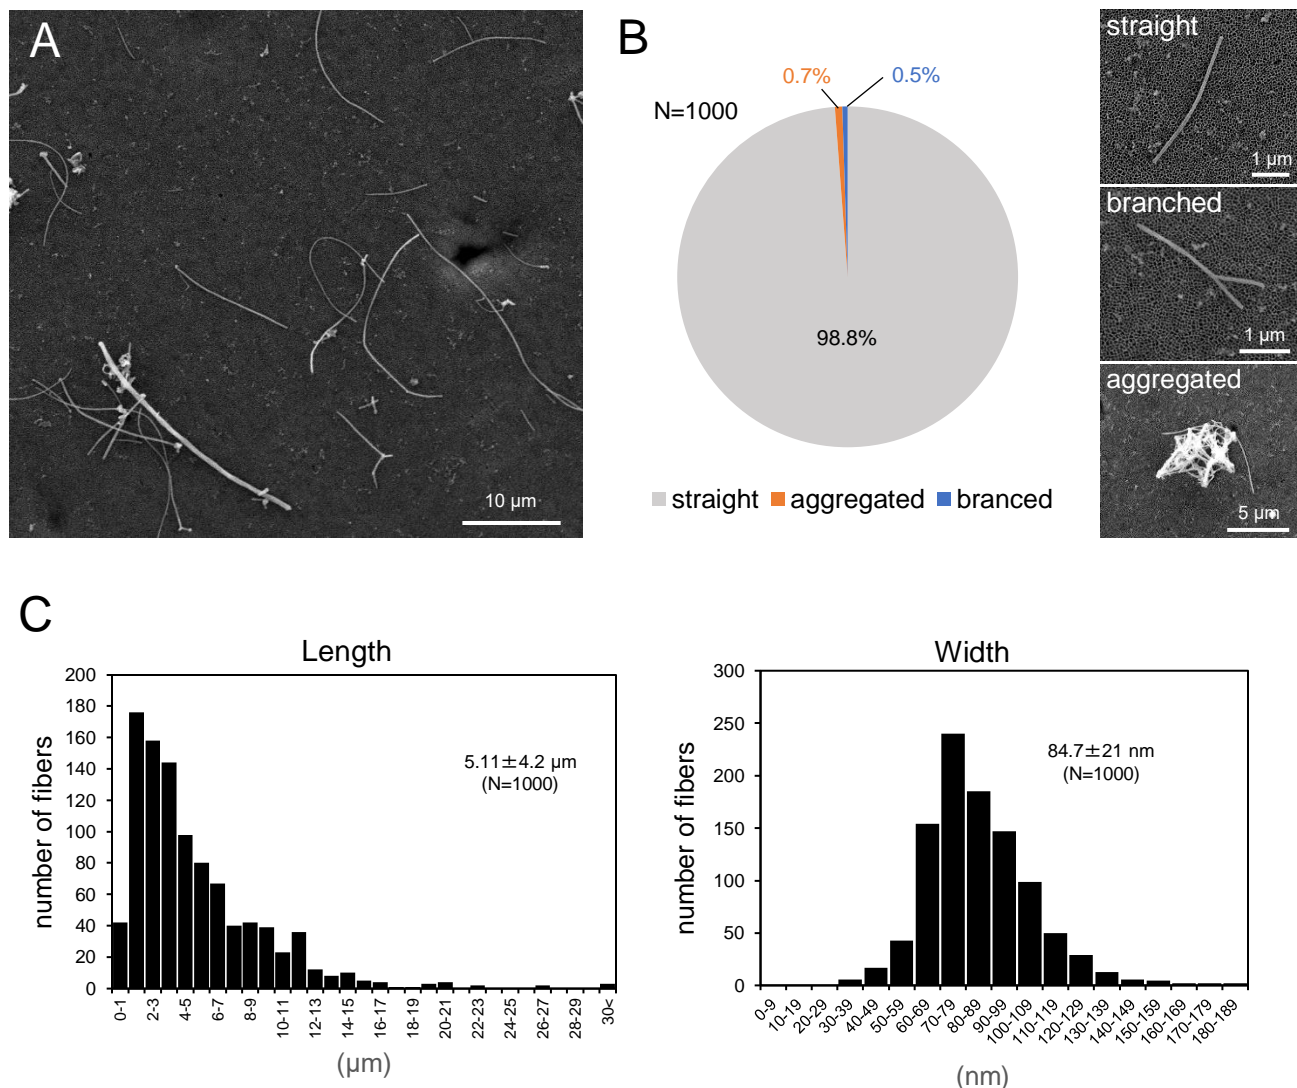 A
10 µm
B
N=1000
0.7%
0.5%
98.8%
straight aggregated branced
straight
1 µm
branched
1 µm
aggregated
5 µm
C
Length
number of fibers
200
180
160
140
120
100
80
60
40
20
0
5.11±4.2 µm
(N=1000)
0-1 2-3 4-5 6-7 8-9 10-11 12-13 14-15 16-17 18-19 20-21 22-23 24-25 26-27 28-29 30<
(µm)
Width
number of fibers
300
250
200
150
100
50
0
84.7±21 nm
(N=1000)
0-9 10-19 20-29 30-39 40-49 50-59 60-69 70-79 80-89 90-99 100-109 110-119 120-129 130-139 140-149 150-159 160-169 170-179 180-189
(nm)